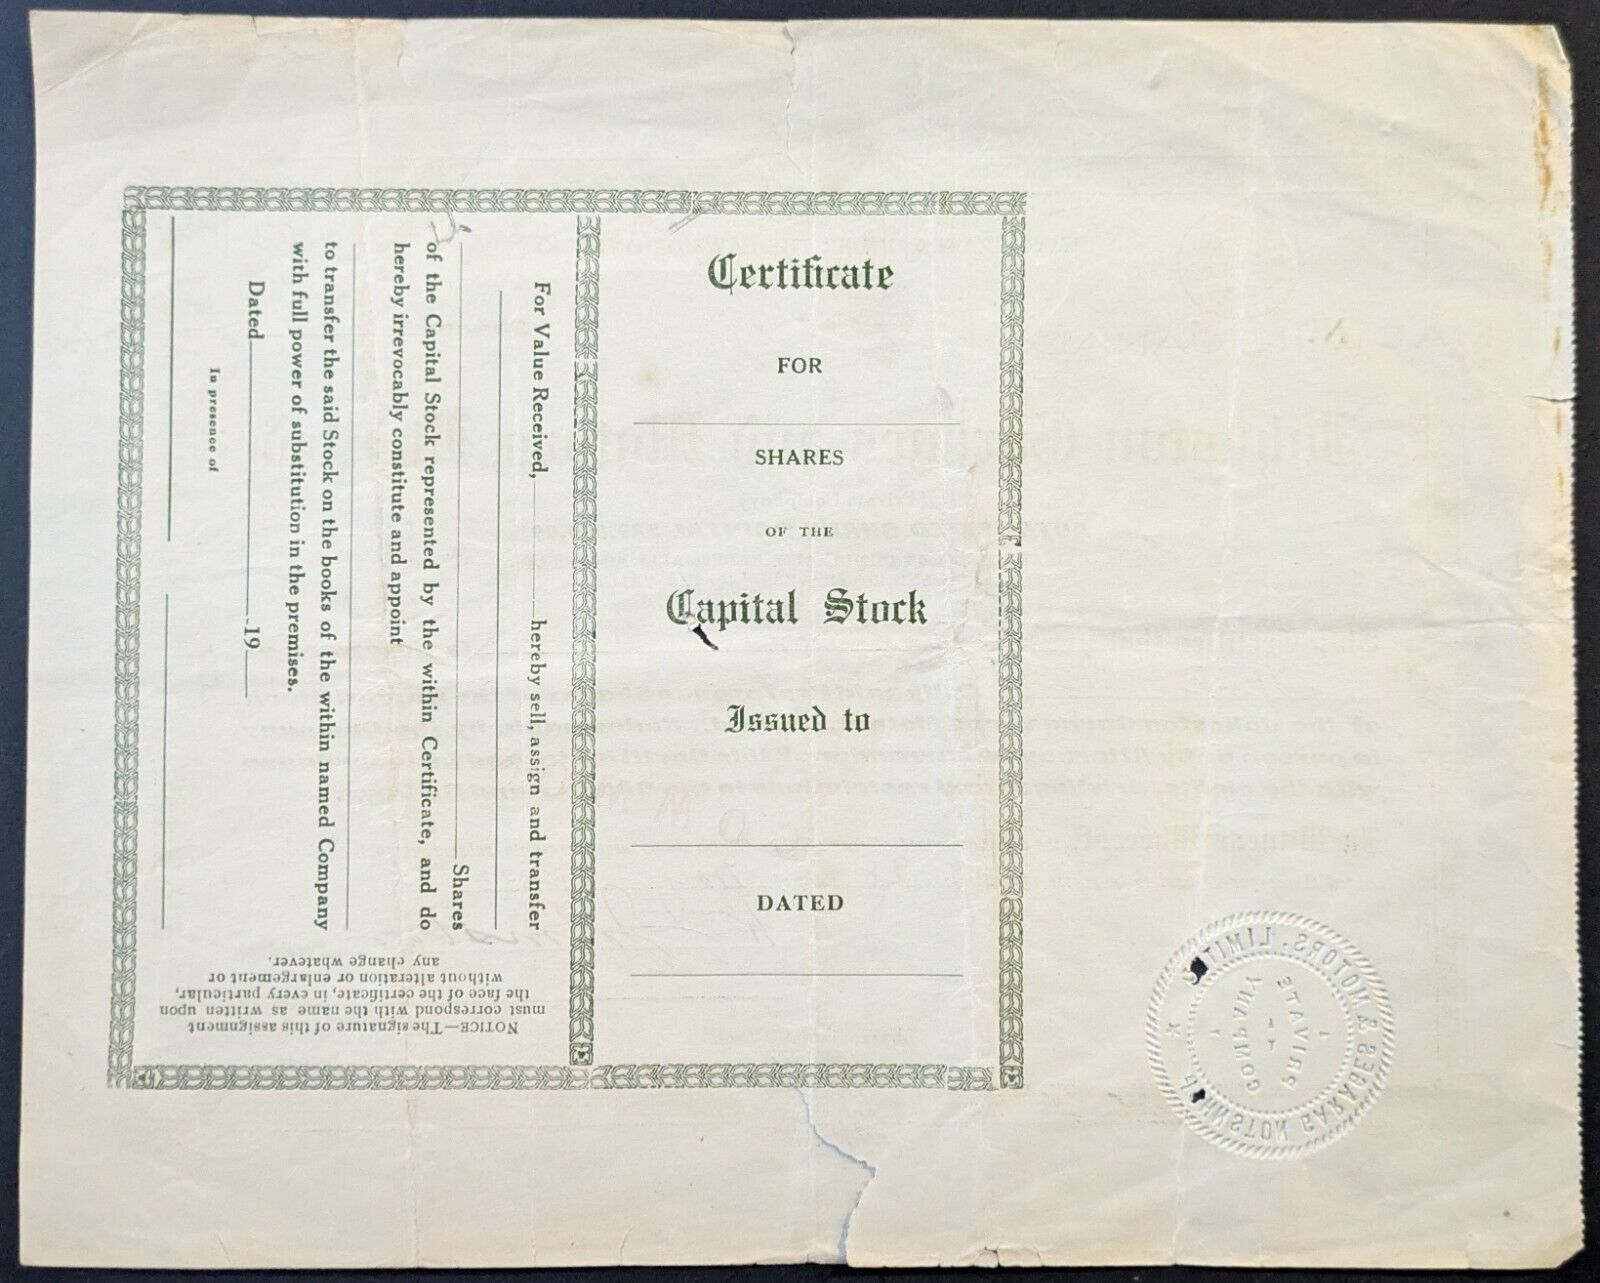 Certificate
FOR
SHARES
OF THE
Capital Stock
Issued to
DATED
For Value Received, hereby sell, assign and transfer
Shares
of the Capital Stock represented by the within Certificate, and do
hereby irrevocably constitute and appoint
to transfer the said Stock on the books of the within named Company
with full power of substitution in the premises.
Dated 19
In presence of
NOTICE—The signature of this assignment
must correspond with the name as written upon
the face of the certificate, in every particular,
without alteration or enlargement or
any change whatever.
JOHNSTON GARAGES & MOTORS, LIMITED
PRIVATE
COMPANY